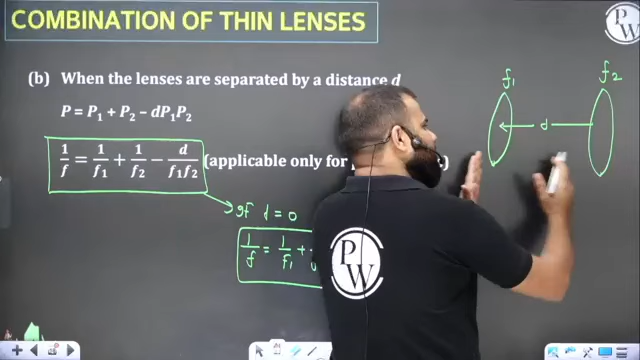 COMBINATION OF THIN LENSES
PW
(b) When the lenses are separated by a distance d
P = P₁ + P₂ – dP₁P₂
1/f = 1/f₁ + 1/f₂ – d/f₁f₂ (applicable only for
If d = 0
1/f = 1/f₁ +
f₁
f₂
d
PW